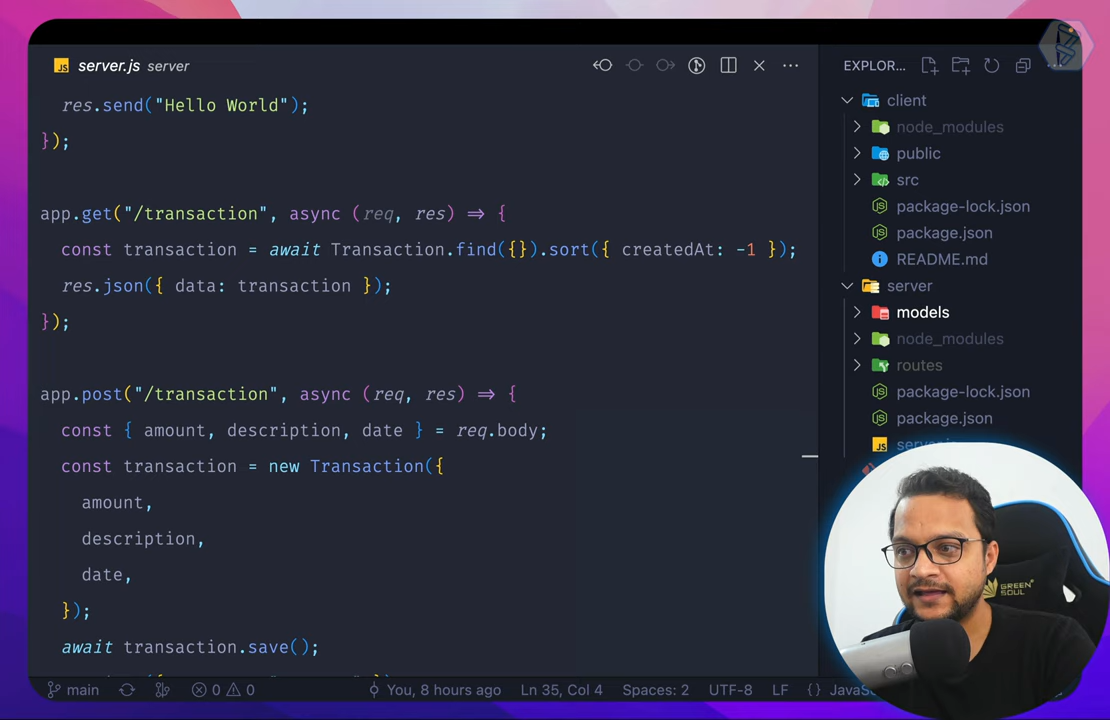 server.js server
EXPLOR...
res.send("Hello World");
});
app.get("/transaction", async (req, res) => {
const transaction = await Transaction.find({}).sort({ createdAt: -1 });
res.json({ data: transaction });
});
app.post("/transaction", async (req, res) => {
const { amount, description, date } = req.body;
const transaction = new Transaction({
amount,
description,
date,
});
await transaction.save();
client
node_modules
public
src
package-lock.json
package.json
README.md
server
models
node_modules
routes
package-lock.json
package.json
GREEN
SOUL
main
0
0
You, 8 hours ago
Ln 35, Col 4
Spaces: 2
UTF-8
LF
{}